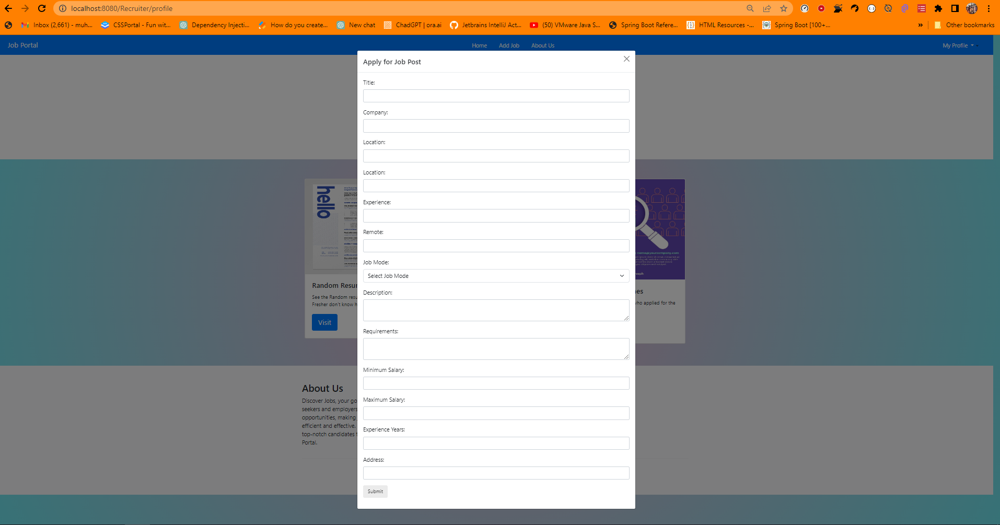 localhost:8080/Recruiter/profile
Inbox (2,661) - muh...
CSSPortal - Fun wit...
Dependency Injecti...
How do you create...
New chat
ChadGPT | ora.ai
Jetbrains IntelliJ Act...
(50) VMware Java S...
Spring Boot Refere...
HTML Resources -...
Spring Boot [100+...
»
Other bookmarks
Job Portal
Home
Add Job
About Us
My Profile
Apply for Job Post
Title:
Company:
Location:
Location:
Experience:
Remote:
Job Mode:
Select Job Mode
Description:
Requirements:
Minimum Salary:
Maximum Salary:
Experience Years:
Address:
Submit
hello
Random Resu
See the Random resu
Fresher don't know h
Visit
name@yourcompany.com
es
who applied for the
About Us
Discover Jobs, your go
seekers and employers
opportunities, making
efficient and effective.
top-notch candidates t
Portal.